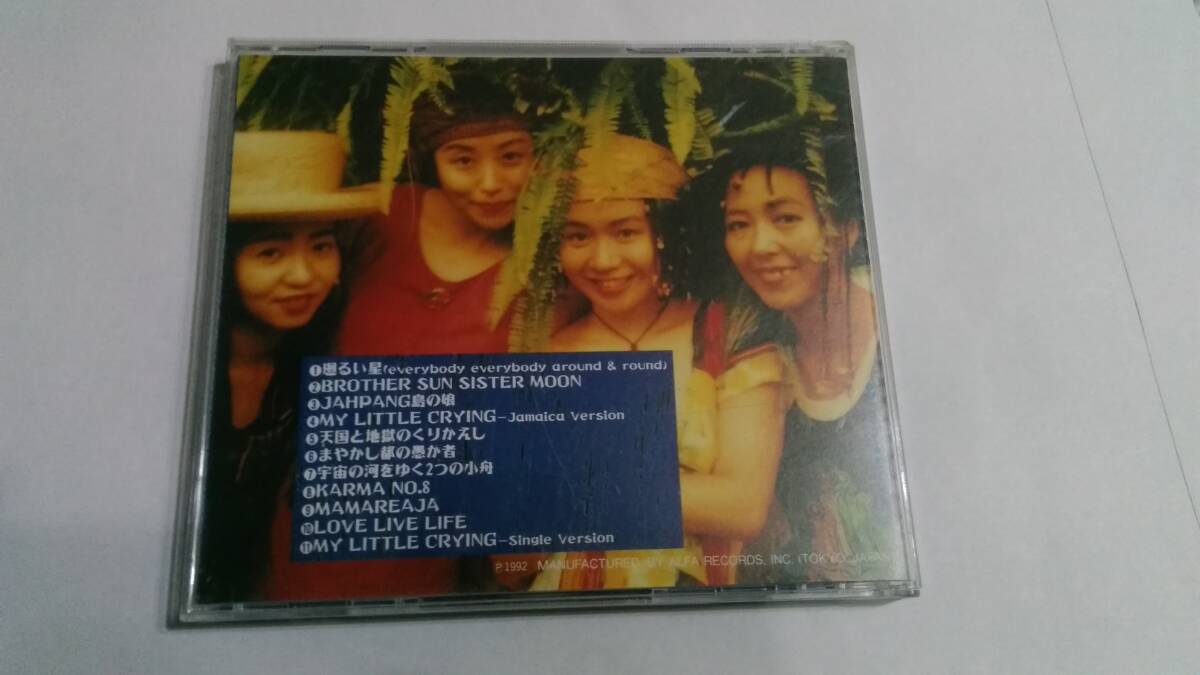 ❶廻るい星(everybody everybody around & round)
❷BROTHER SUN SISTER MOON
❸JAHPANG島の娘
❹MY LITTLE CRYING–Jamaica Version
❺天国と地獄のくりかえし
❻まやかし都の愚か者
❼宇宙の河をゆく2つの小舟
❽KARMA NO.8
❾MAMAREAJA
❿LOVE LIVE LIFE
⓫MY LITTLE CRYING–Single Version
℗1992 MANUFACTURED BY ALFA RECORDS, INC. (TOKYO, JAPAN)